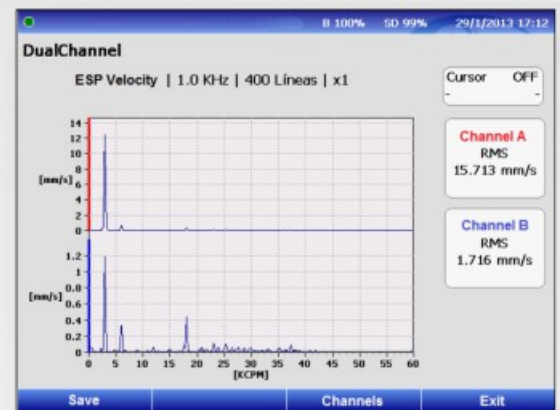 B 100% SD 99% 29/1/2013 17:12
DualChannel
ESP Velocity | 1.0 KHz | 400 Líneas | x1
Cursor OFF
- -
14
12
10
8
[mm/s]
6
4
2
0
Channel A
RMS
15.713 mm/s
1.2
1
0.8
[mm/s]
0.6
0.4
0.2
0
Channel B
RMS
1.716 mm/s
0 5 10 15 20 25 30 35 40 45 50 55 60
[KCPM]
Save Channels Exit